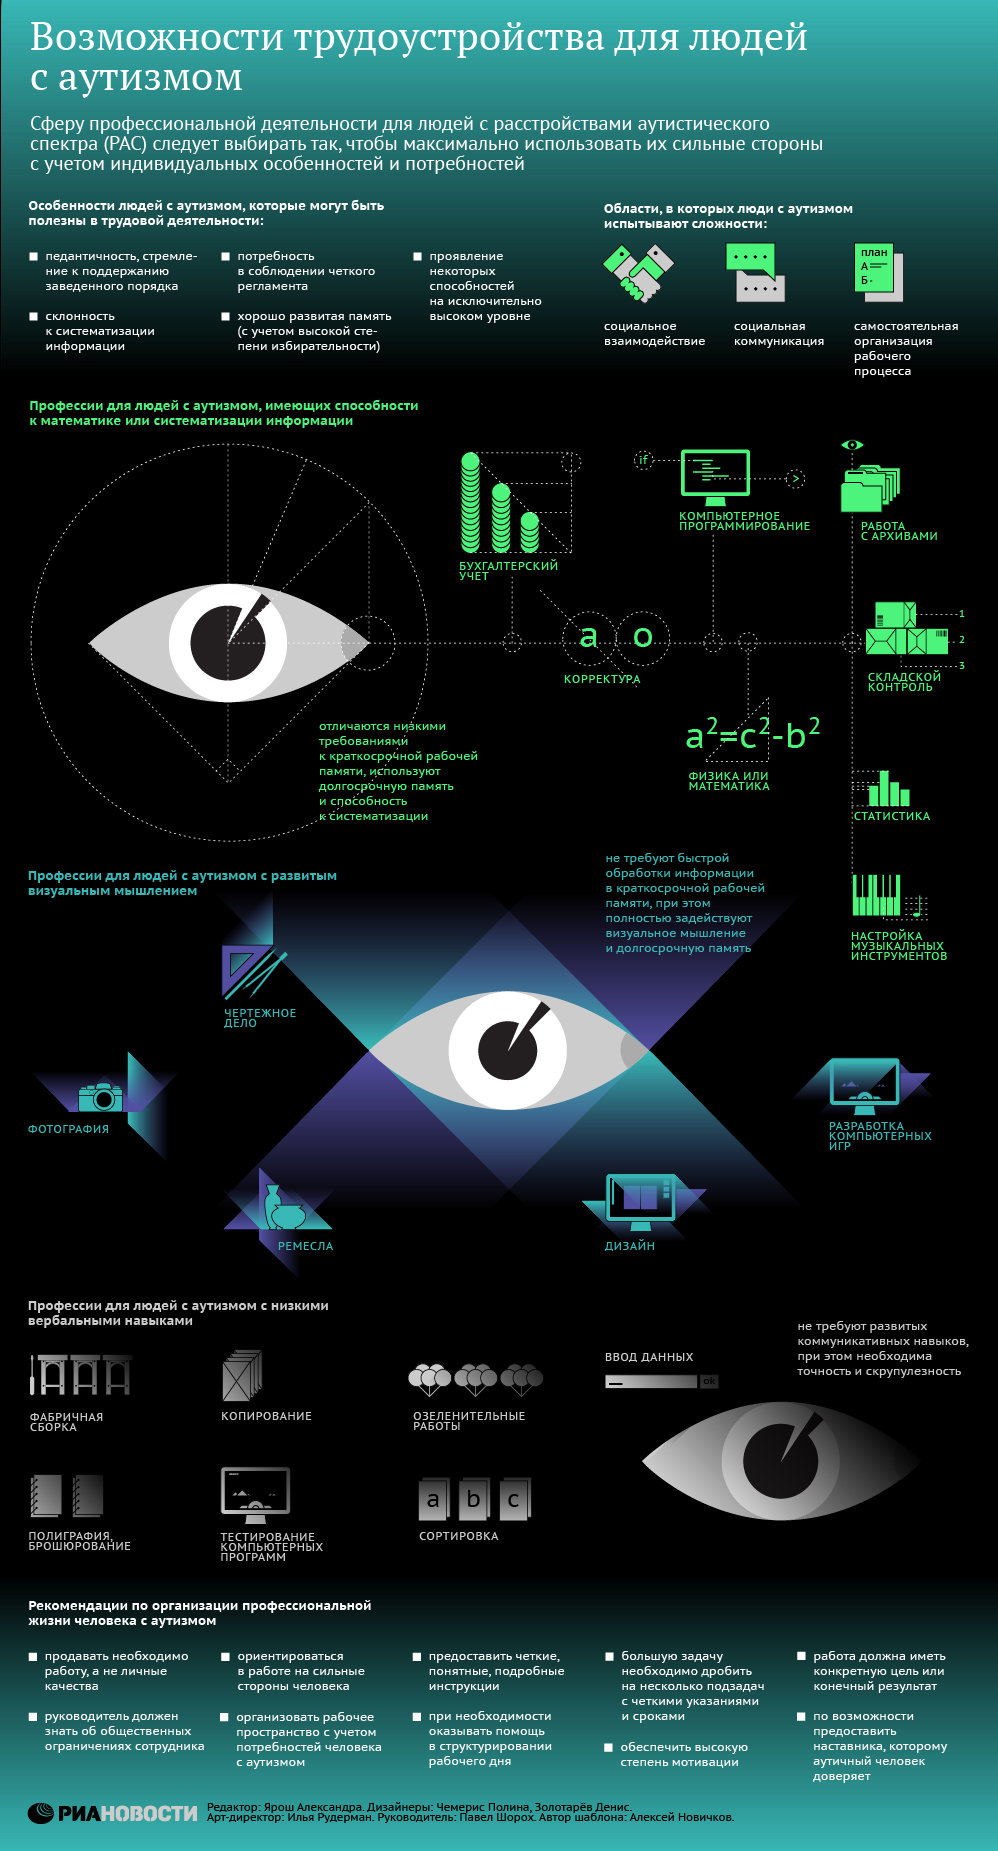 Возможности трудоустройства для людей
с аутизмом
Сферу профессиональной деятельности для людей с расстройствами аутистического
спектра (РАС) следует выбирать так, чтобы максимально использовать их сильные стороны
с учетом индивидуальных особенностей и потребностей
Особенности людей с аутизмом, которые могут быть
полезны в трудовой деятельности:
педантичность, стремле-
ние к поддержанию
заведенного порядка
склонность
к систематизации
информации
потребность
в соблюдении четкого
регламента
хорошо развитая память
(с учетом высокой сте-
пени избирательности)
проявление
некоторых
способностей
на исключительно
высоком уровне
Области, в которых люди с аутизмом
испытывают сложности:
социальное
взаимодействие
социальная
коммуникация
план
А
Б-
самостоятельная
организация
рабочего
процесса
Профессии для людей с аутизмом, имеющих способности
к математике или систематизации информации
БУХГАЛТЕРСКИЙ
УЧЕТ
if
>
КОМПЬЮТЕРНОЕ
ПРОГРАММИРОВАНИЕ
РАБОТА
С АРХИВАМИ
а о
КОРРЕКТУРА
1
2
3
СКЛАДСКОЙ
КОНТРОЛЬ
отличаются низкими
требованиями
к краткосрочной рабочей
памяти, используют
долгосрочную память
и способность
к систематизации
a²=c²-b²
ФИЗИКА ИЛИ
МАТЕМАТИКА
СТАТИСТИКА
НАСТРОЙКА
МУЗЫКАЛЬНЫХ
ИНСТРУМЕНТОВ
Профессии для людей с аутизмом с развитым
визуальным мышлением
не требуют быстрой
обработки информации
в краткосрочной рабочей
памяти, при этом
полностью задействуют
визуальное мышление
и долгосрочную память
ЧЕРТЕЖНОЕ
ДЕЛО
ФОТОГРАФИЯ
РАЗРАБОТКА
КОМПЬЮТЕРНЫХ
ИГР
РЕМЕСЛА
ДИЗАЙН
Профессии для людей с аутизмом с низкими
вербальными навыками
не требуют развитых
коммуникативных навыков,
при этом необходима
точность и скрупулезность
ФАБРИЧНАЯ
СБОРКА
КОПИРОВАНИЕ
ОЗЕЛЕНИТЕЛЬНЫЕ
РАБОТЫ
ВВОД ДАННЫХ
ok
ПОЛИГРАФИЯ,
БРОШЮРОВАНИЕ
ТЕСТИРОВАНИЕ
КОМПЬЮТЕРНЫХ
ПРОГРАММ
a b c
СОРТИРОВКА
Рекомендации по организации профессиональной
жизни человека с аутизмом
продавать необходимо
работу, а не личные
качества
руководитель должен
знать об общественных
ограничениях сотрудника
ориентироваться
в работе на сильные
стороны человека
организовать рабочее
пространство с учетом
потребностей человека
с аутизмом
предоставить четкие,
понятные, подробные
инструкции
при необходимости
оказывать помощь
в структурировании
рабочего дня
большую задачу
необходимо дробить
на несколько подзадач
с четкими указаниями
и сроками
обеспечить высокую
степень мотивации
работа должна иметь
конкретную цель или
конечный результат
по возможности
предоставить
наставника, которому
аутичный человек
доверяет
РИАНОВОСТИ
Редактор: Ярош Александра. Дизайнеры: Чемерис Полина, Золотарёв Денис.
Арт-директор: Илья Рудерман. Руководитель: Павел Шорох. Автор шаблона: Алексей Новичков.